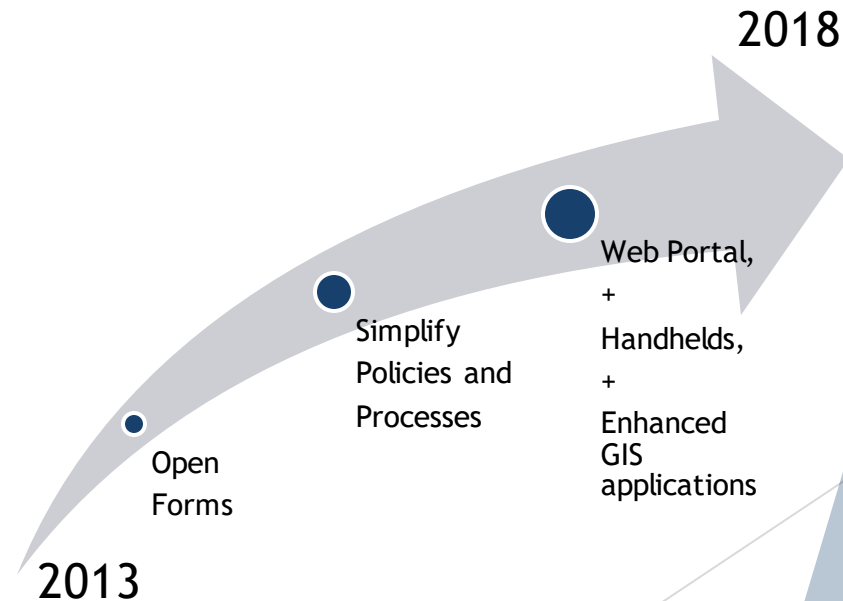 2018
Web Portal,
+
Handhelds,
+
Enhanced
GIS
applications
Simplify
Policies and
Processes
Open
Forms
2013